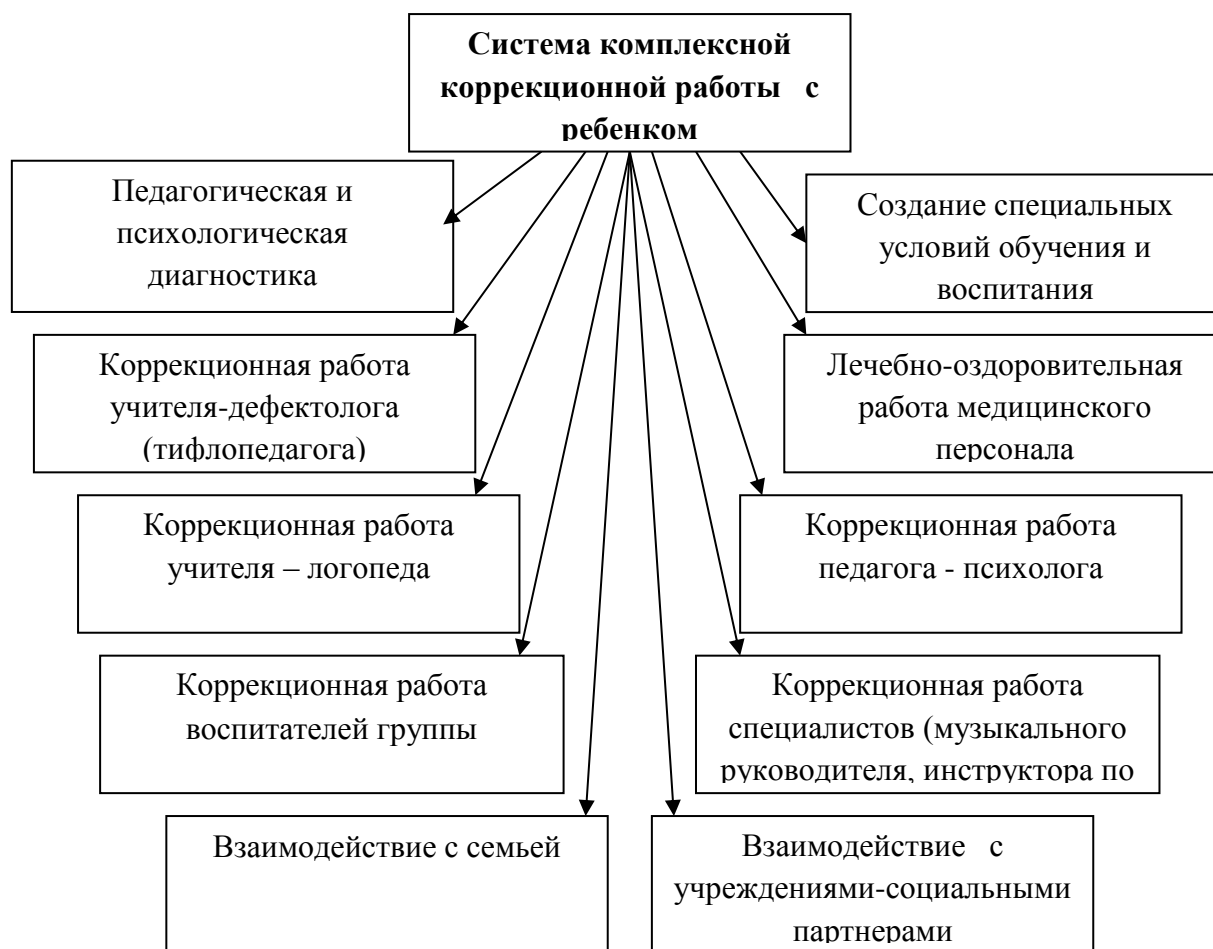 Система комплексной
коррекционной работы с
ребенком
Педагогическая и
психологическая
диагностика
Создание специальных
условий обучения и
воспитания
Коррекционная работа
учителя-дефектолога
(тифлопедагога)
Лечебно-оздоровительная
работа медицинского
персонала
Коррекционная работа
учителя – логопеда
Коррекционная работа
педагога - психолога
Коррекционная работа
воспитателей группы
Коррекционная работа
специалистов (музыкального
руководителя, инструктора по
Взаимодействие с семьей
Взаимодействие с
учреждениями-социальными
партнерами